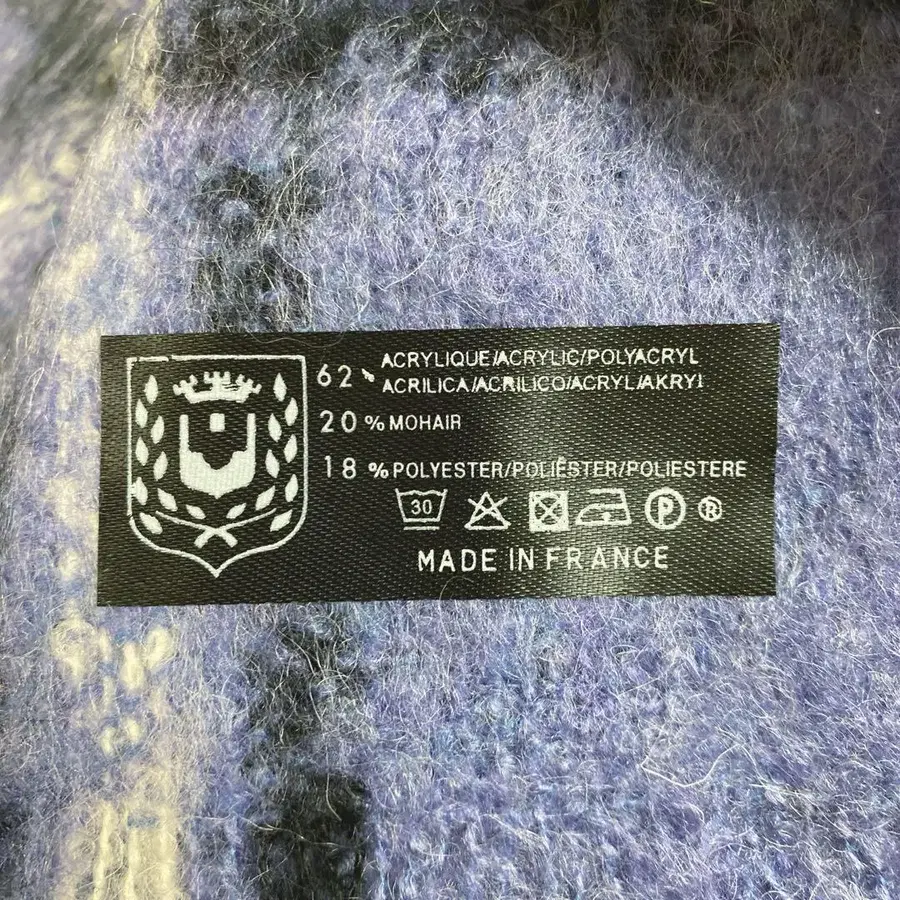 62 % ACRYLIQUE/ACRYLIC/POLYACRYL
ACRILICA/ACRILICO/ACRYL/AKRYL
20 % MOHAIR
18 % POLYESTER/POLIÉSTER/POLIESTERE
30 P ®
MADE IN FRANCE